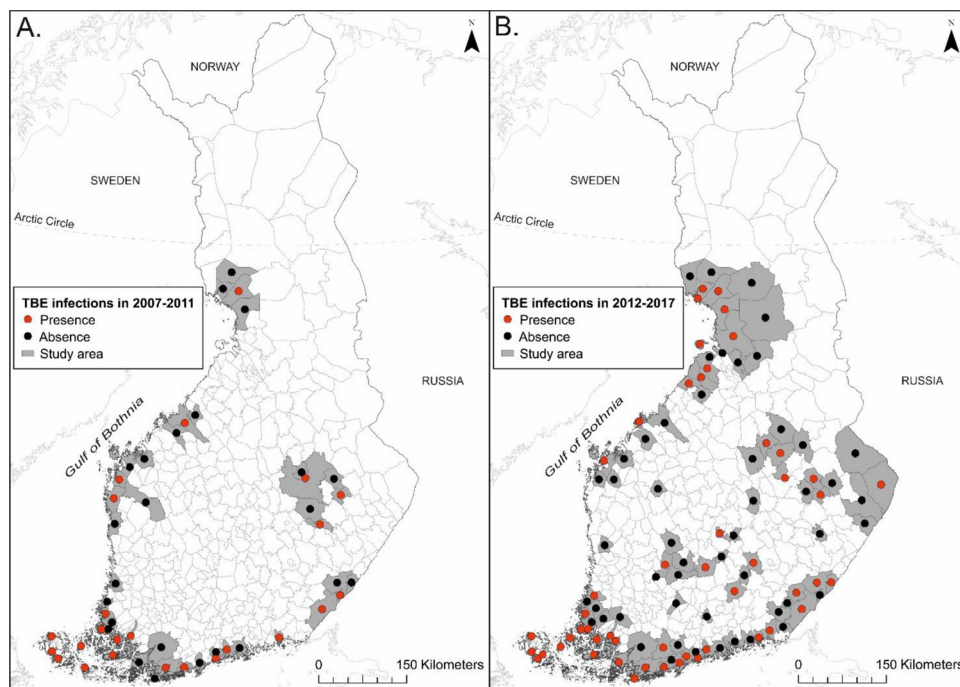 A.
N
NORWAY
SWEDEN
Arctic Circle
TBE infections in 2007-2011
Presence
Absence
Study area
RUSSIA
Gulf of Bothnia
0 150 Kilometers
B.
N
NORWAY
SWEDEN
Arctic Circle
TBE infections in 2012-2017
Presence
Absence
Study area
RUSSIA
Gulf of Bothnia
0 150 Kilometers